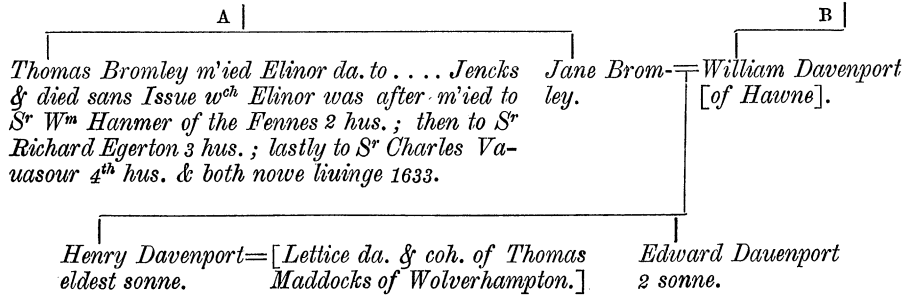 A
B
Thomas Bromley m'ied Elinor da. to . . . . Jencks
& died sans Issue wch Elinor was after m'ied to
Sr Wm Hanmer of the Fennes 2 hus. ; then to Sr
Richard Egerton 3 hus. ; lastly to Sr Charles Va-
uasour 4th hus. & both nowe liuinge 1633.
Jane Brom-
ley.
=William Davenport
[of Hawne].
Henry Davenport=
eldest sonne.
[Lettice da. & coh. of Thomas
Maddocks of Wolverhampton.]
Edward Dauenport
2 sonne.